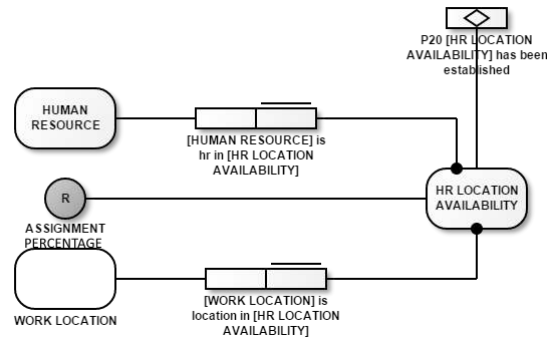 P20 [HR LOCATION
AVAILABILITY] has been
established
HUMAN
RESOURCE
[HUMAN RESOURCE] is
hr in [HR LOCATION
AVAILABILITY]
R
ASSIGNMENT
PERCENTAGE
HR LOCATION
AVAILABILITY
WORK LOCATION
[WORK LOCATION] is
location in [HR LOCATION
AVAILABILITY]